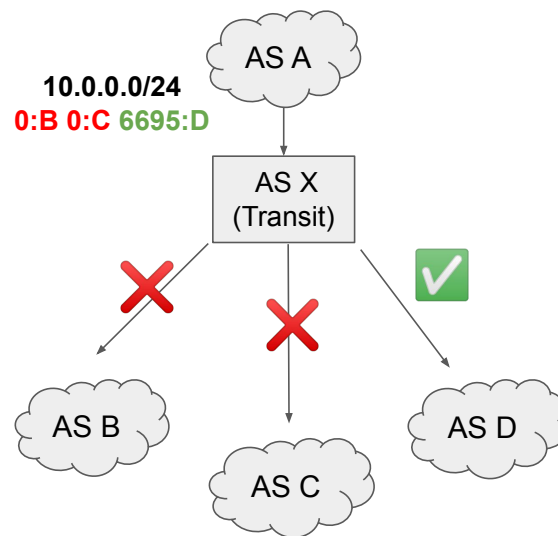 AS A
10.0.0.0/24
0:B 0:C 6695:D
AS X
(Transit)
AS B
AS C
AS D